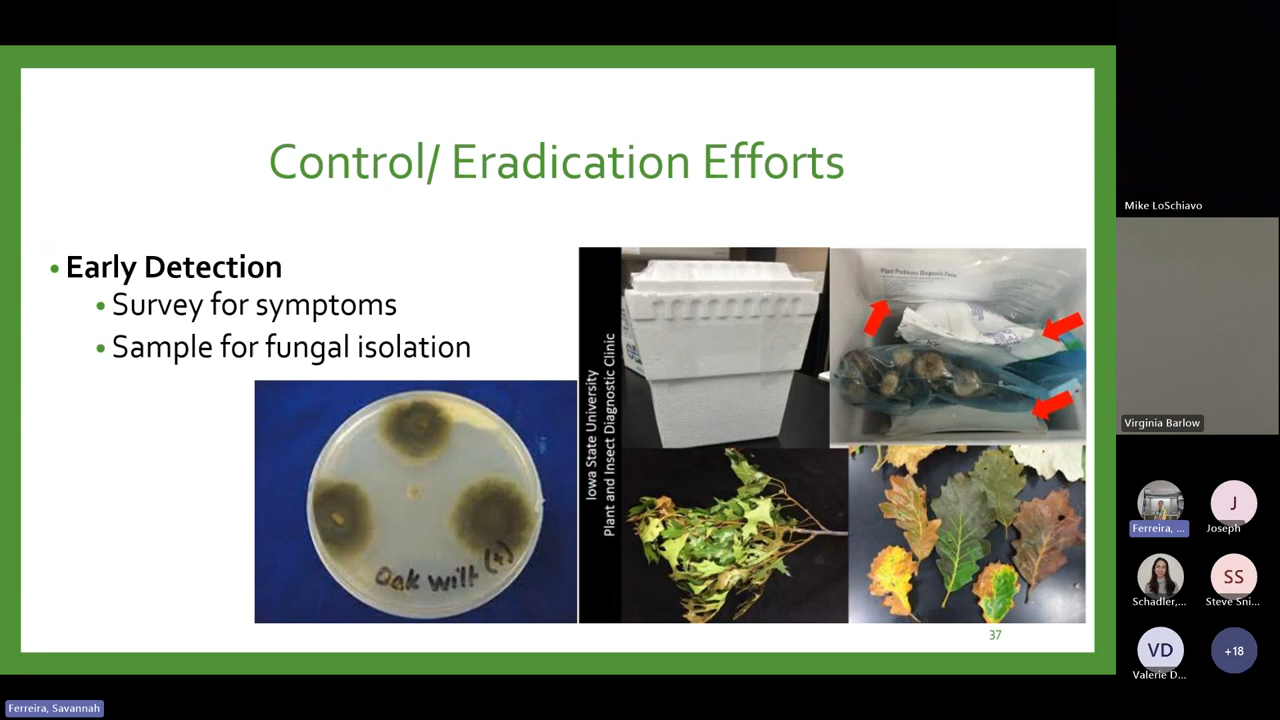 Control/ Eradication Efforts
• Early Detection
• Survey for symptoms
• Sample for fungal isolation
Oak wilt (+)
Iowa State University
Plant and Insect Diagnostic Clinic
37
Mike LoSchiavo
Virginia Barlow
Ferreira, ...
J
Joseph
Schadler,...
SS
Steve Sni...
VD
Valerie D...
+18
Ferreira, Savannah